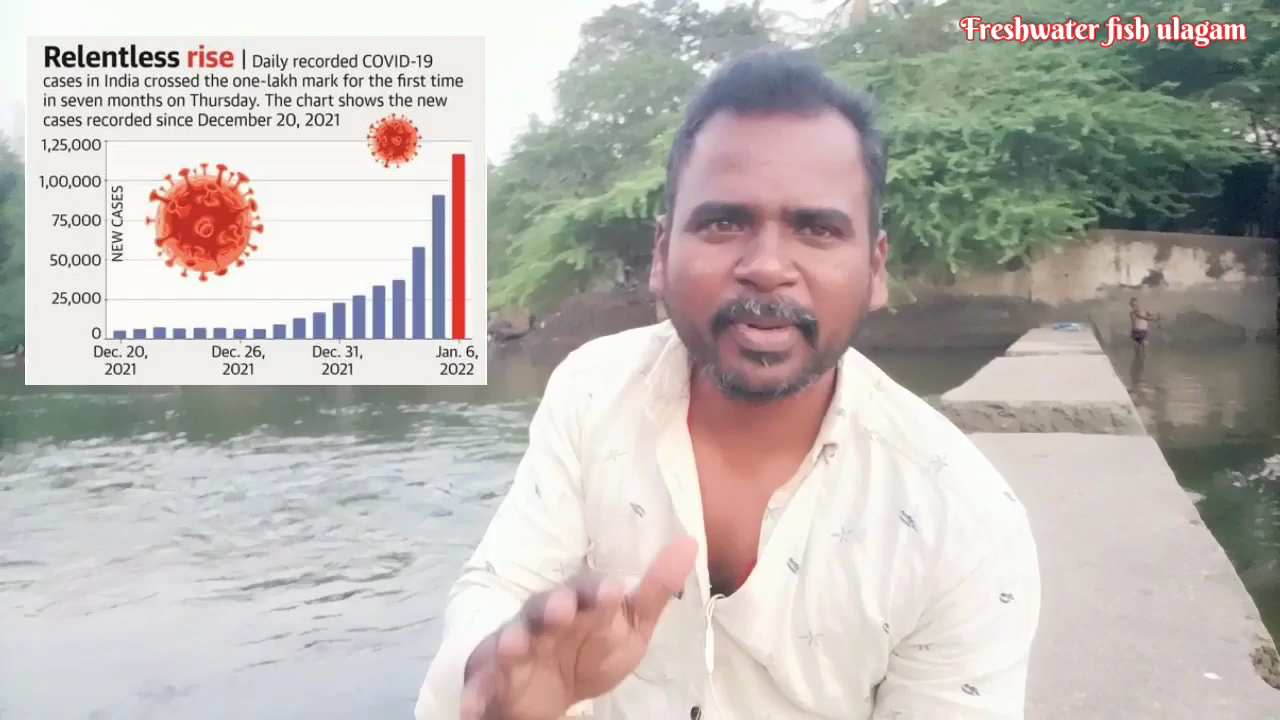 Freshwater fish ulagam
Relentless rise | Daily recorded COVID-19
cases in India crossed the one-lakh mark for the first time
in seven months on Thursday. The chart shows the new
cases recorded since December 20, 2021
1,25,000
1,00,000
75,000
50,000
25,000
0
NEW CASES
Dec. 20,
2021
Dec. 26,
2021
Dec. 31,
2021
Jan. 6,
2022